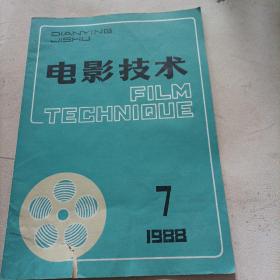 DIANYING
JISHU
电影技术
FILM
TECHNIQUE
7
1988